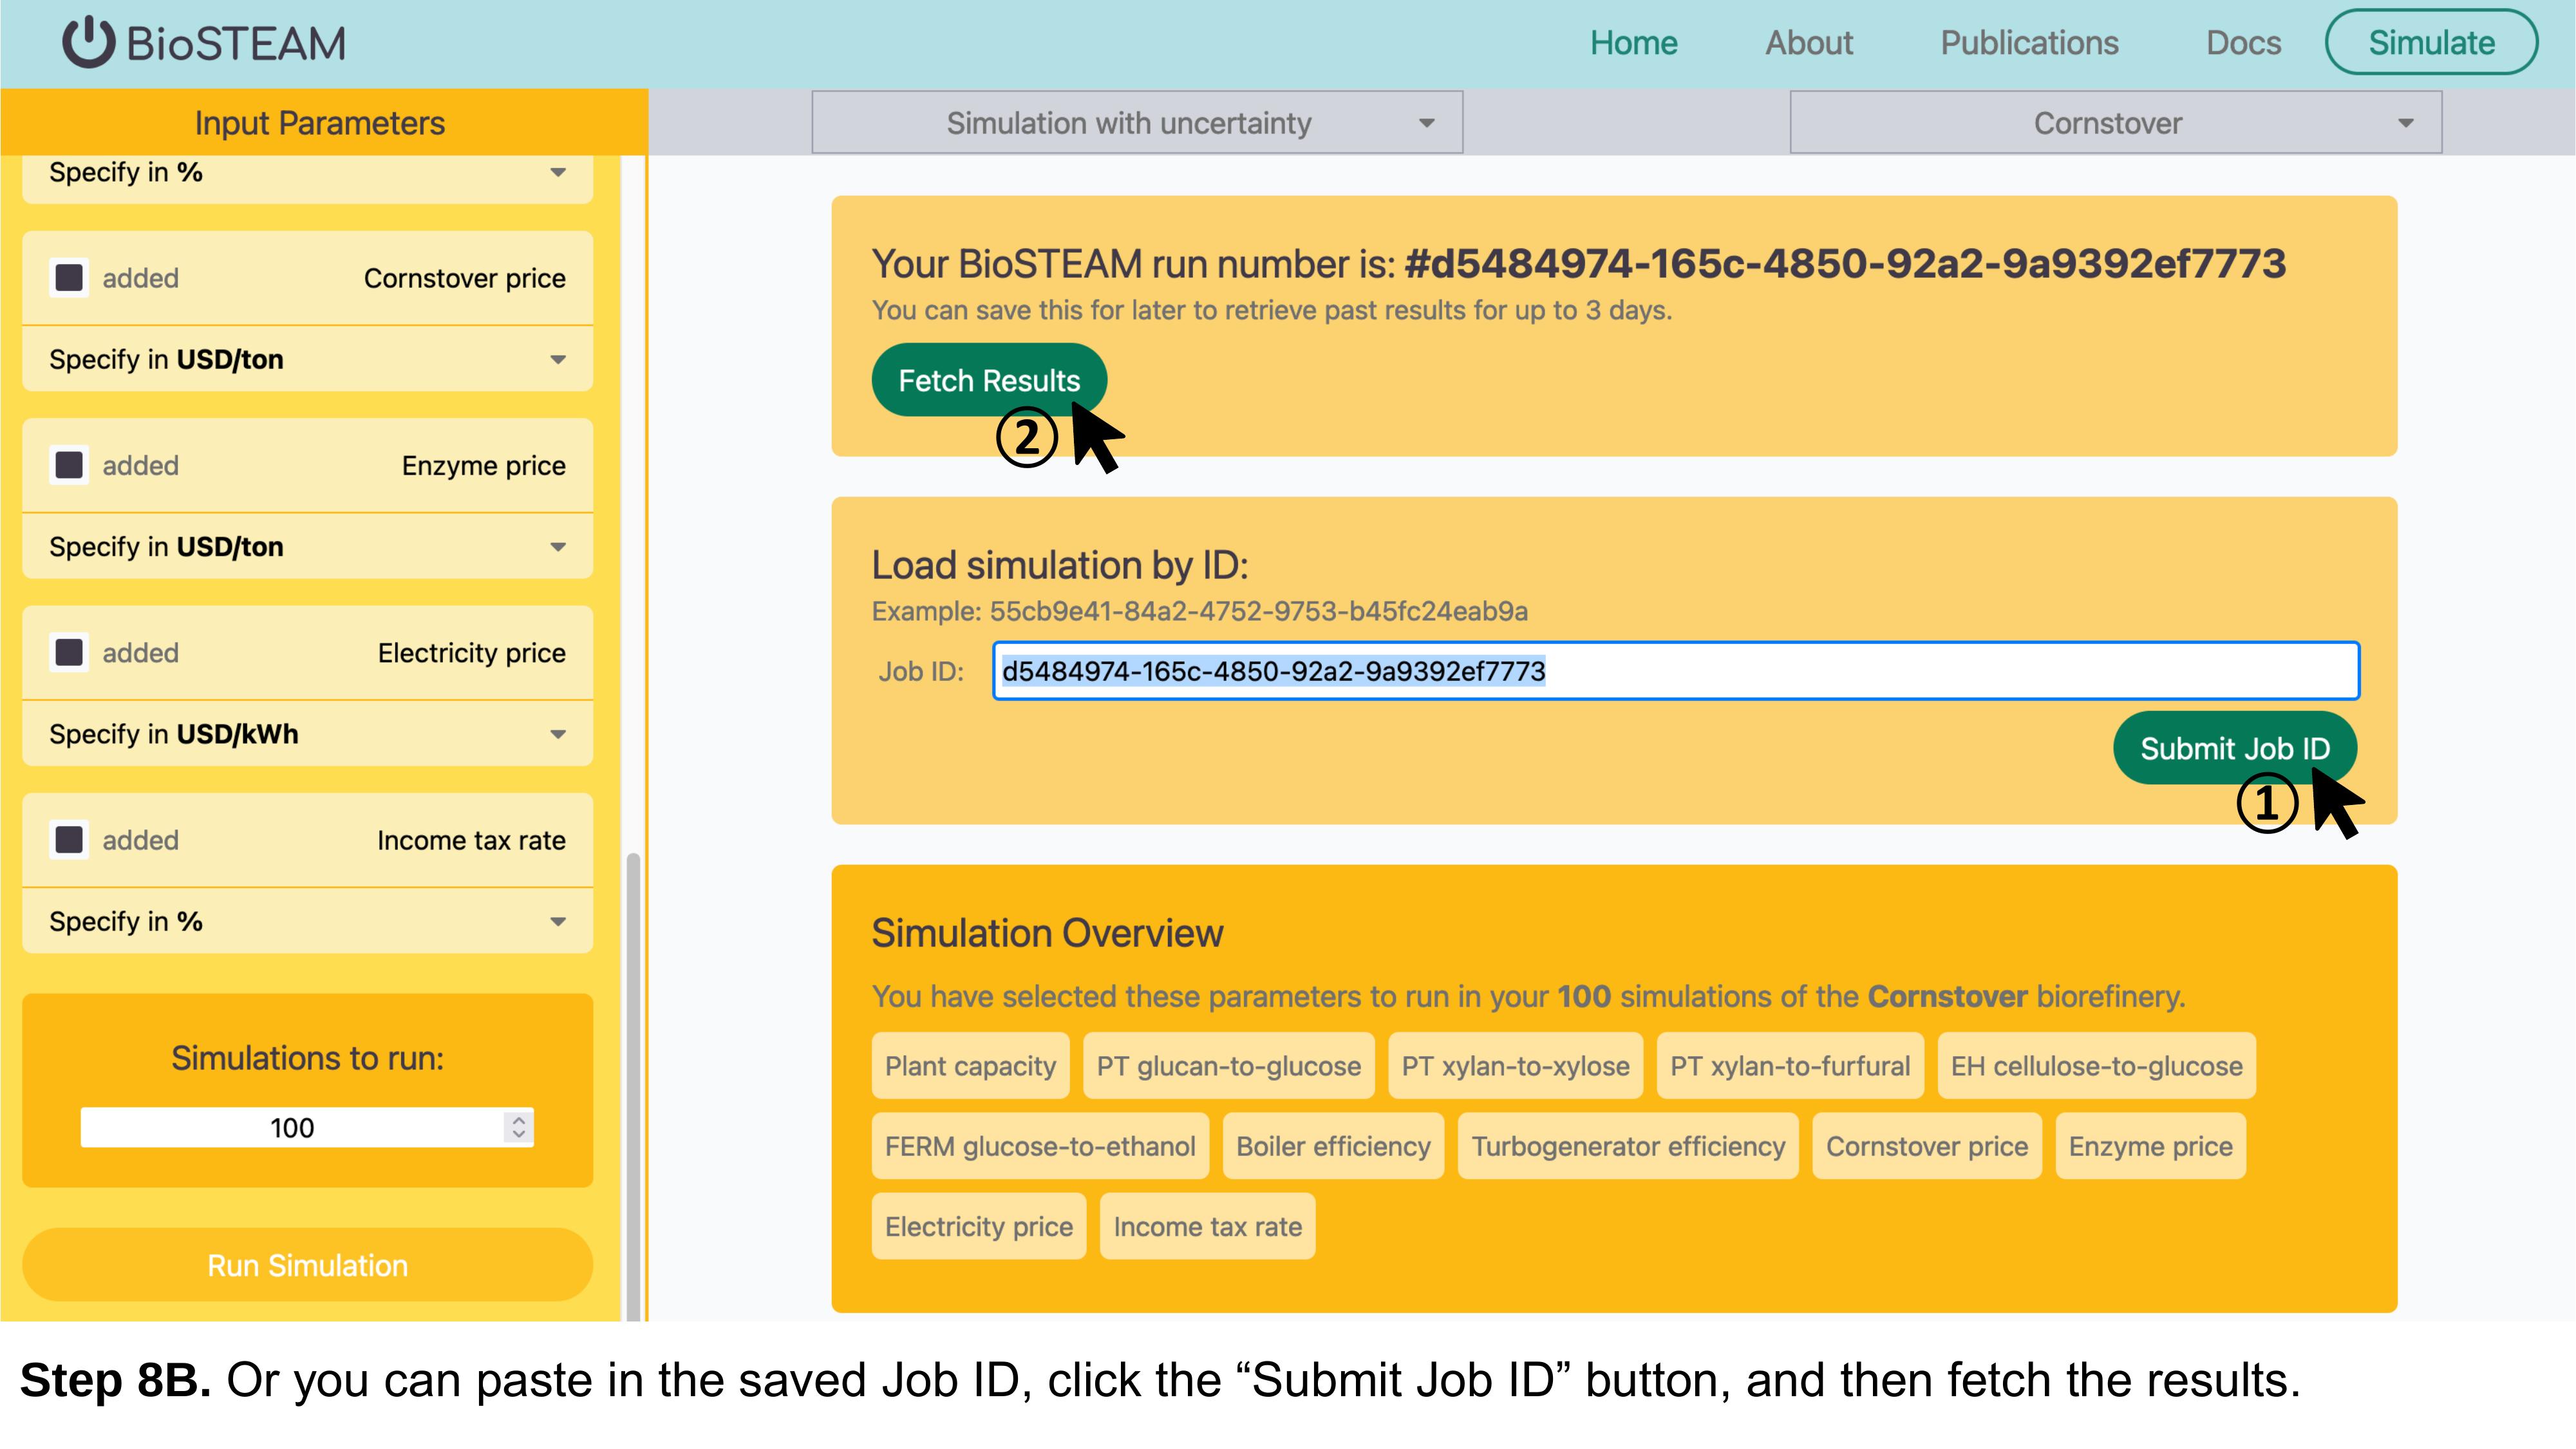 BioSTEAM
Home About Publications Docs Simulate
Input Parameters
Simulation with uncertainty
Cornstover
Specify in %
added Cornstover price
Specify in USD/ton
added Enzyme price
Specify in USD/ton
added Electricity price
Specify in USD/kWh
added Income tax rate
Specify in %
Simulations to run:
100
Run Simulation
Your BioSTEAM run number is: #d5484974-165c-4850-92a2-9a9392ef7773
You can save this for later to retrieve past results for up to 3 days.
Fetch Results
②
Load simulation by ID:
Example: 55cb9e41-84a2-4752-9753-b45fc24eab9a
Job ID: d5484974-165c-4850-92a2-9a9392ef7773
Submit Job ID
①
Simulation Overview
You have selected these parameters to run in your 100 simulations of the Cornstover biorefinery.
Plant capacity PT glucan-to-glucose PT xylan-to-xylose PT xylan-to-furfural EH cellulose-to-glucose
FERM glucose-to-ethanol Boiler efficiency Turbogenerator efficiency Cornstover price Enzyme price
Electricity price Income tax rate
Step 8B. Or you can paste in the saved Job ID, click the “Submit Job ID” button, and then fetch the results.